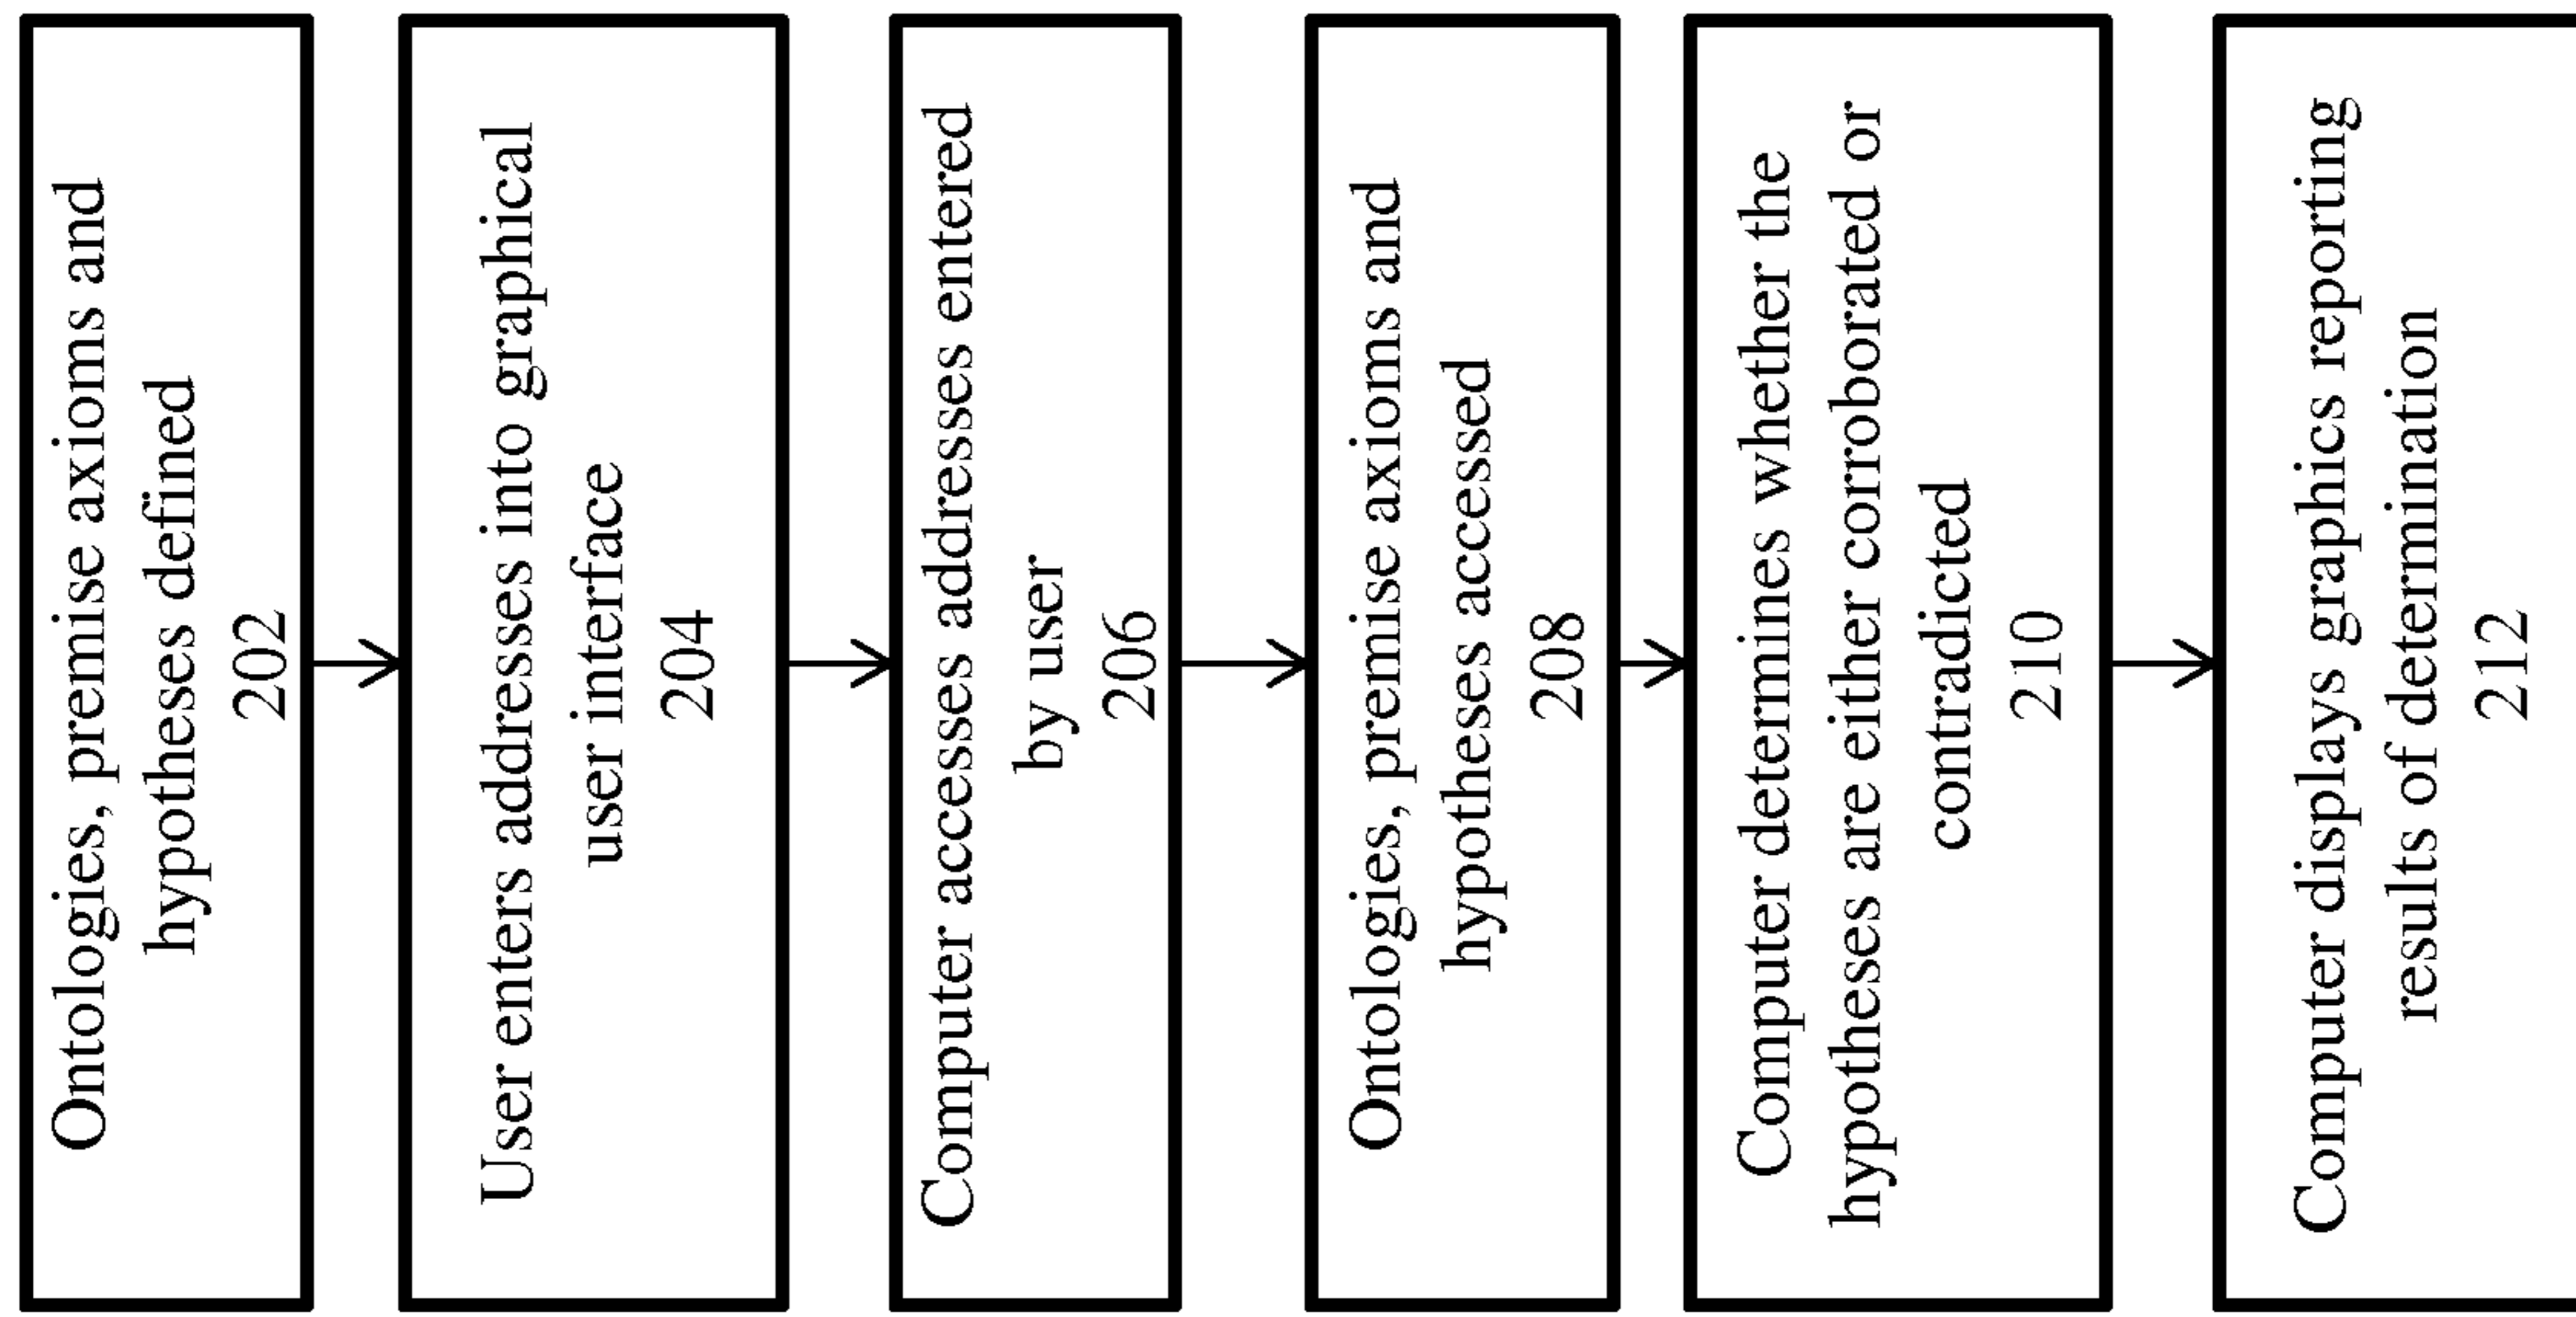 Ontologies, premise axioms and
hypotheses defined
202
User enters addresses into graphical
user interface
204
Computer accesses addresses entered
by user
206
Ontologies, premise axioms and
hypotheses accessed
208
Computer determines whether the
hypotheses are either corroborated or
contradicted
210
Computer displays graphics reporting
results of determination
212